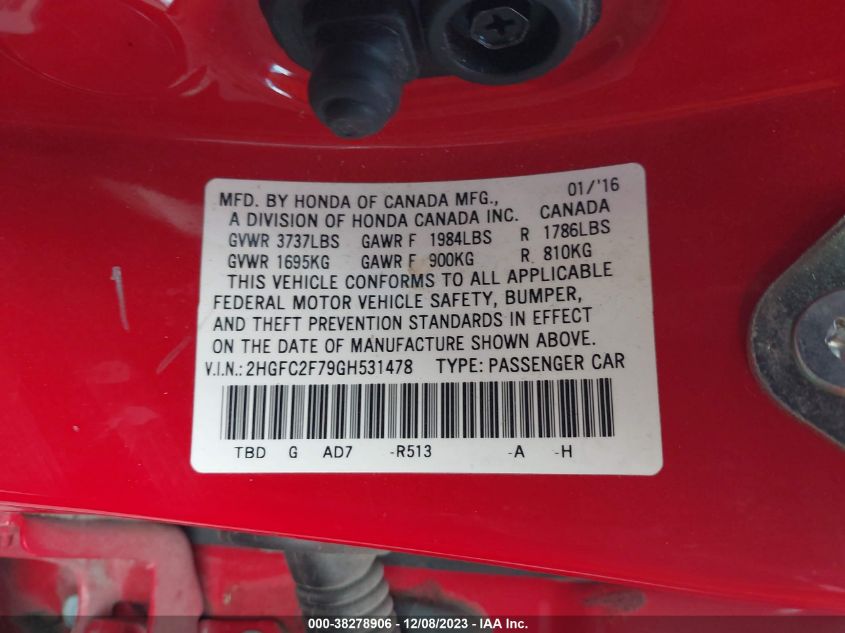 MFD. BY HONDA OF CANADA MFG., 01/'16
A DIVISION OF HONDA CANADA INC. CANADA
GVWR 3737LBS GAWR F 1984LBS R 1786LBS
GVWR 1695KG GAWR F 900KG R 810KG
THIS VEHICLE CONFORMS TO ALL APPLICABLE
FEDERAL MOTOR VEHICLE SAFETY, BUMPER,
AND THEFT PREVENTION STANDARDS IN EFFECT
ON THE DATE OF MANUFACTURE SHOWN ABOVE.
V.I.N.: 2HGFC2F79GH531478 TYPE: PASSENGER CAR
TBD G AD7 -R513 -A -H
000-38278906 - 12/08/2023 - IAA Inc.